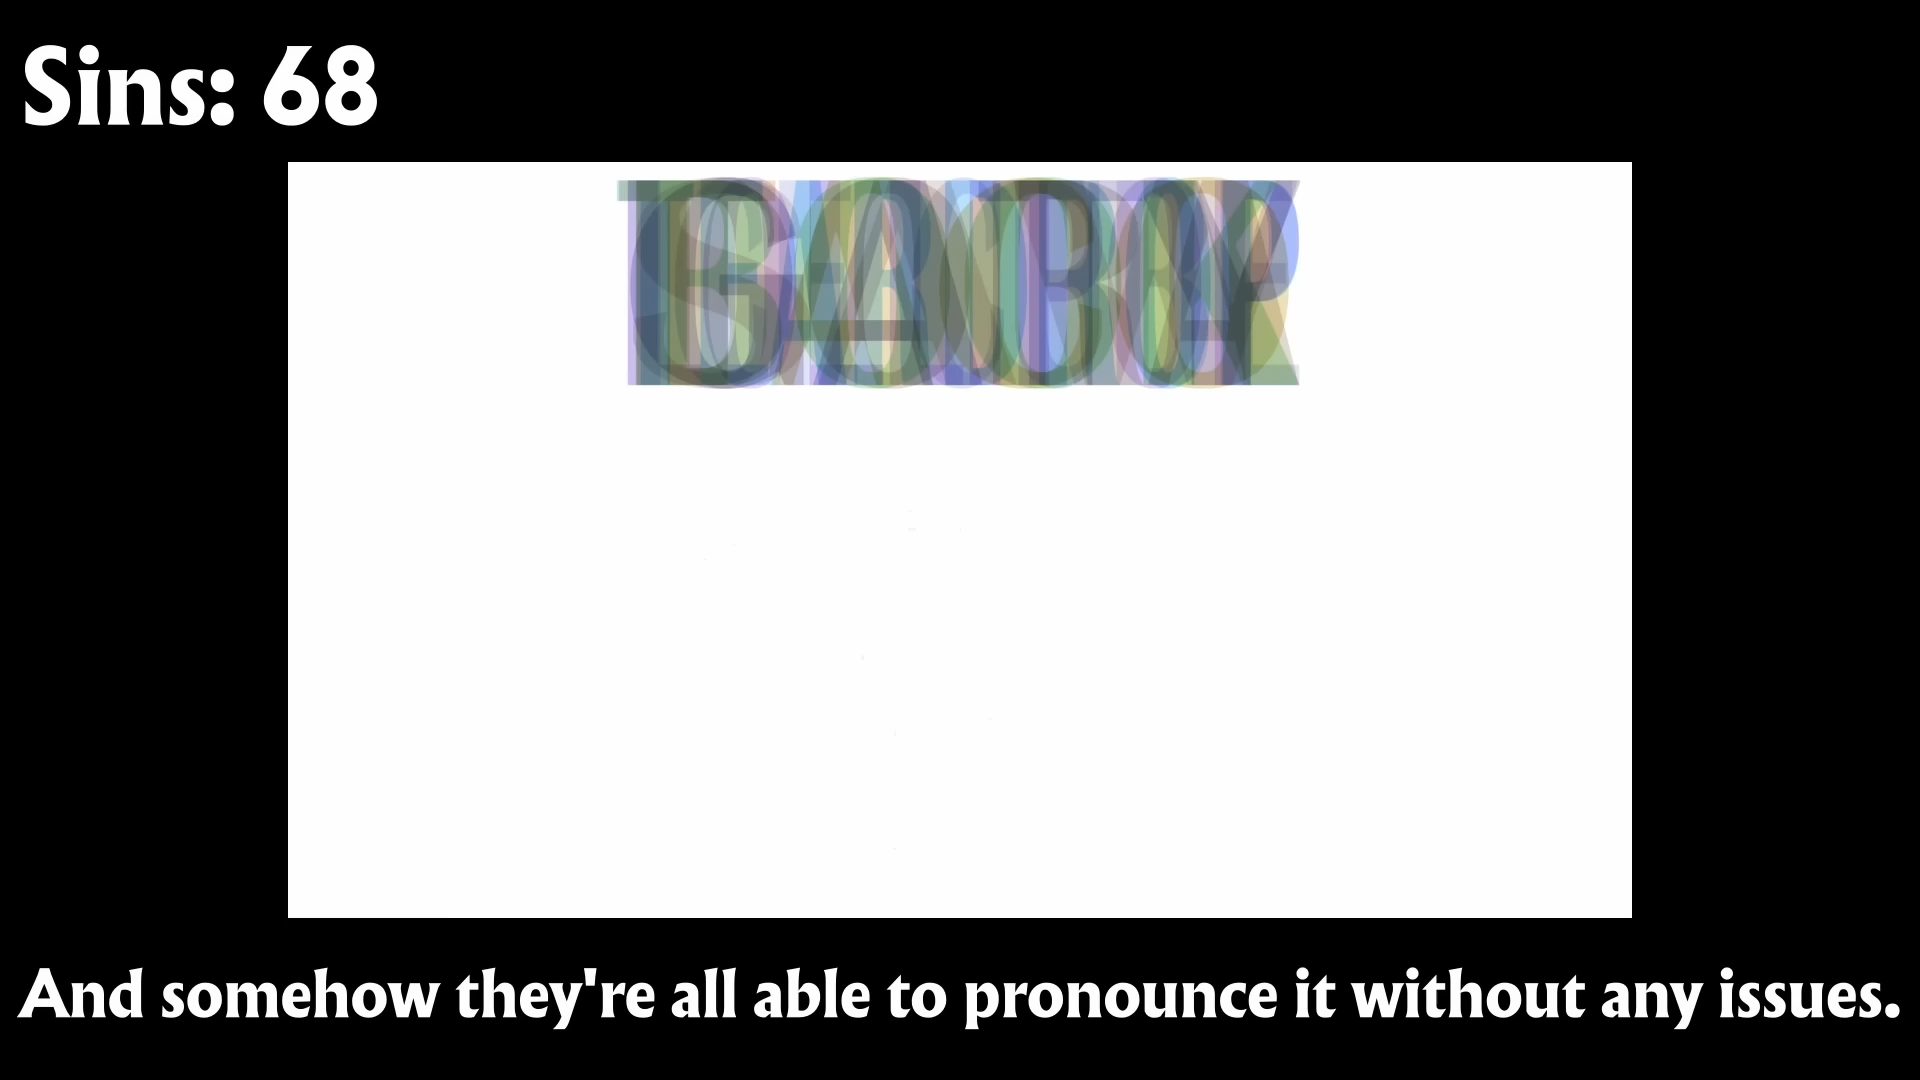 Sins: 68
And somehow they're all able to pronounce it without any issues.